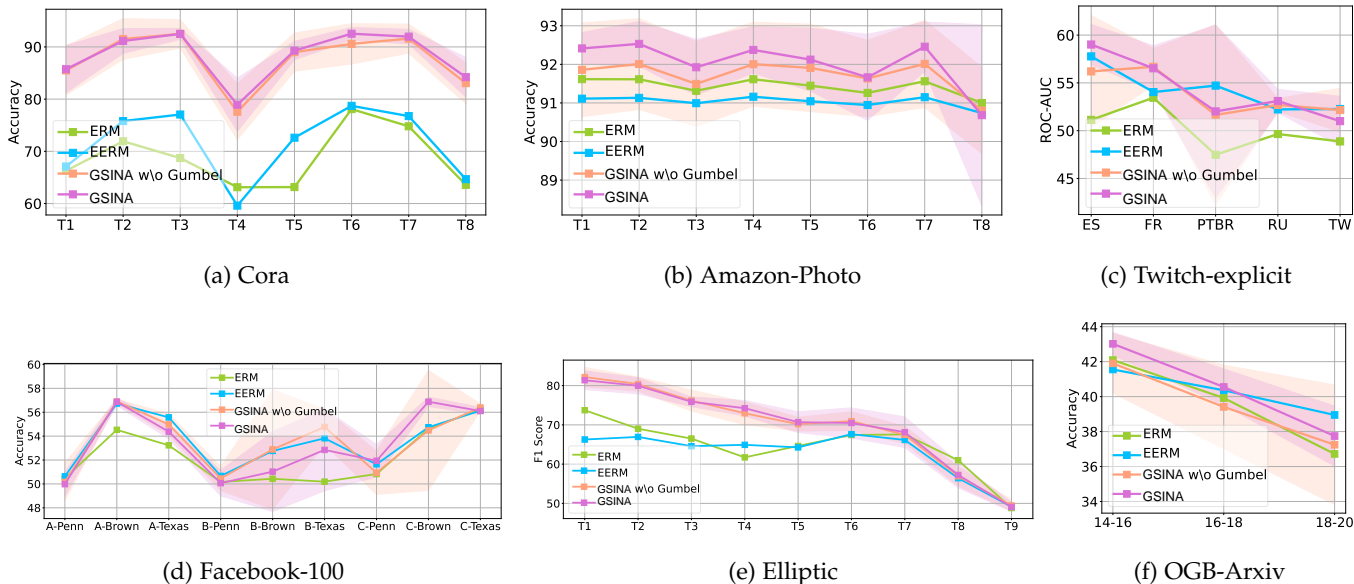 Accuracy
90
80
70
60
ERM
EERM
GSINA w/o Gumbel
GSINA
T1 T2 T3 T4 T5 T6 T7 T8
(a) Cora
Accuracy
93
92
91
90
89
ERM
EERM
GSINA w/o Gumbel
GSINA
T1 T2 T3 T4 T5 T6 T7 T8
(b) Amazon-Photo
ROC-AUC
60
55
50
45
ERM
EERM
GSINA w/o Gumbel
GSINA
ES FR PTBR RU TW
(c) Twitch-explicit
Accuracy
60
58
56
54
52
50
48
ERM
EERM
GSINA w/o Gumbel
GSINA
A-Penn A-Brown A-Texas B-Penn B-Brown B-Texas C-Penn C-Brown C-Texas
(d) Facebook-100
F1 Score
80
70
60
50
ERM
EERM
GSINA w/o Gumbel
GSINA
T1 T2 T3 T4 T5 T6 T7 T8 T9
(e) Elliptic
Accuracy
44
42
40
38
36
34
ERM
EERM
GSINA w/o Gumbel
GSINA
14-16 16-18 18-20
(f) OGB-Arxiv